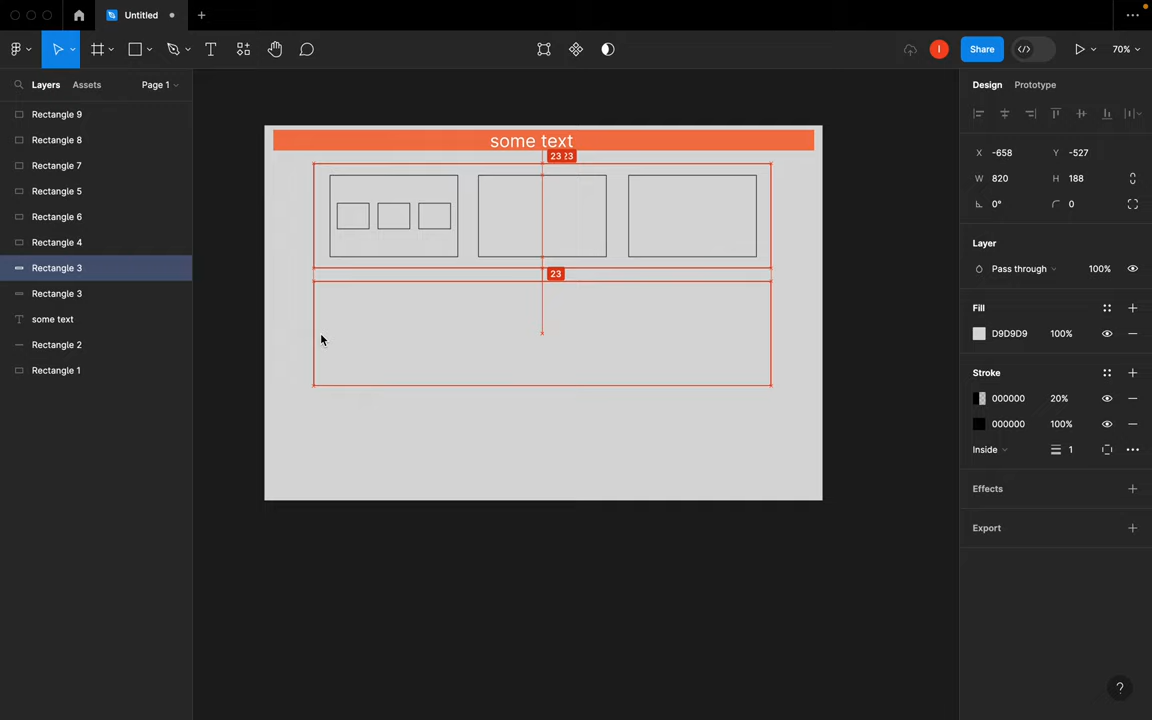 Untitled
Share
70%
Layers
Assets
Page 1
Design
Prototype
Rectangle 9
Rectangle 8
Rectangle 7
Rectangle 5
Rectangle 6
Rectangle 4
Rectangle 3
Rectangle 3
some text
Rectangle 2
Rectangle 1
some text
23
23
X -658 Y -527
W 820 H 188
0° 0
Layer
Pass through 100%
Fill
D9D9D9 100%
Stroke
000000 20%
000000 100%
Inside 1
Effects
Export
?